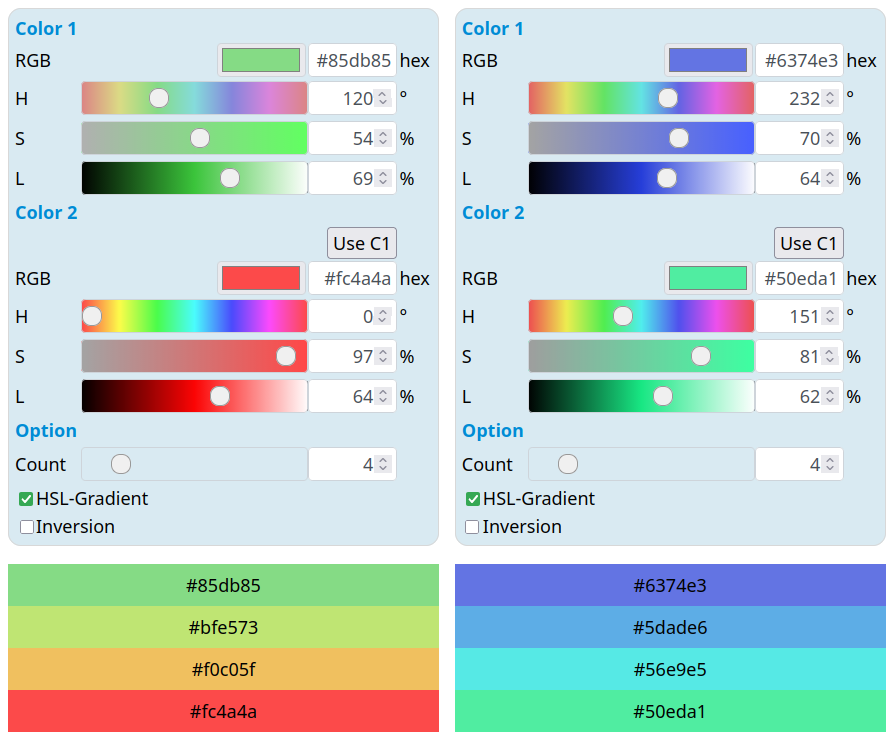 Color 1
RGB #85db85 hex
H 120 º
S 54 %
L 69 %
Color 2
Use C1
RGB #fc4a4a hex
H 0 º
S 97 %
L 64 %
Option
Count 4
HSL-Gradient
Inversion
#85db85
#bfe573
#f0c05f
#fc4a4a
Color 1
RGB #6374e3 hex
H 232 º
S 70 %
L 64 %
Color 2
Use C1
RGB #50eda1 hex
H 151 º
S 81 %
L 62 %
Option
Count 4
HSL-Gradient
Inversion
#6374e3
#5dade6
#56e9e5
#50eda1